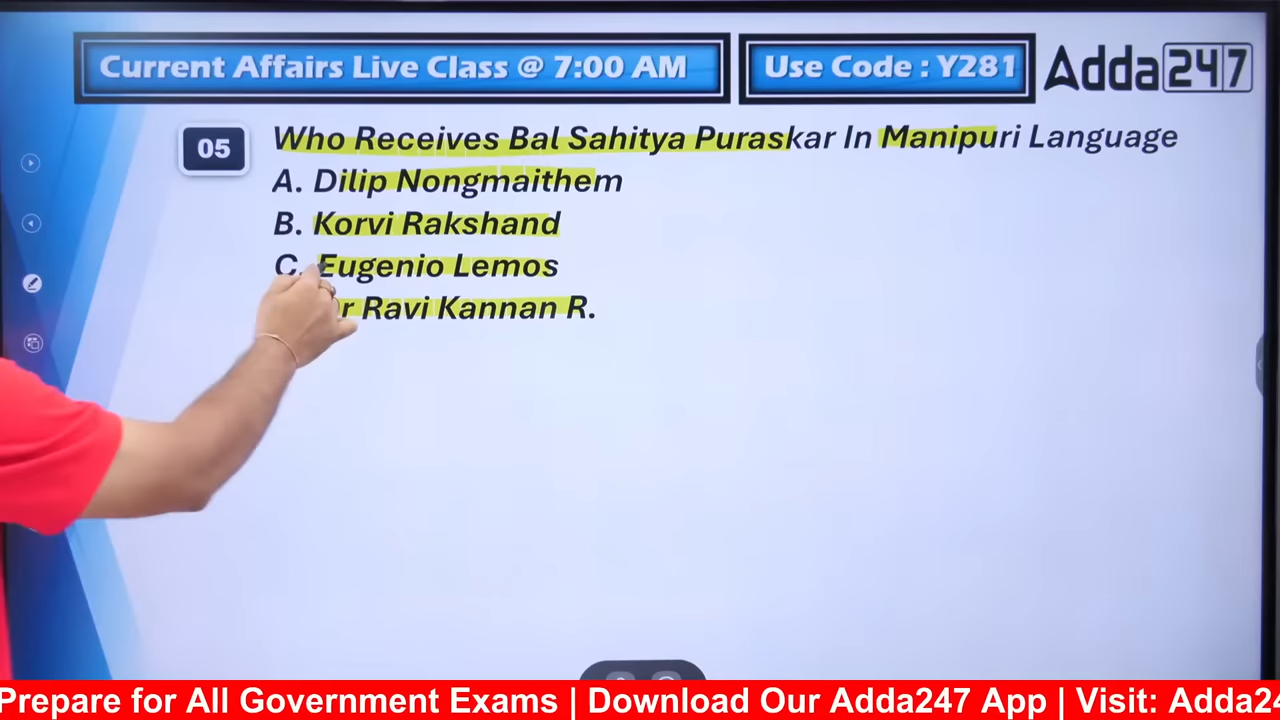 Current Affairs Live Class @ 7:00 AM
Use Code : Y281
Adda247
05
Who Receives Bal Sahitya Puraskar In Manipuri Language
A. Dilip Nongmaithem
B. Korvi Rakshand
C. Eugenio Lemos
Ravi Kannan R.
Prepare for All Government Exams | Download Our Adda247 App | Visit: